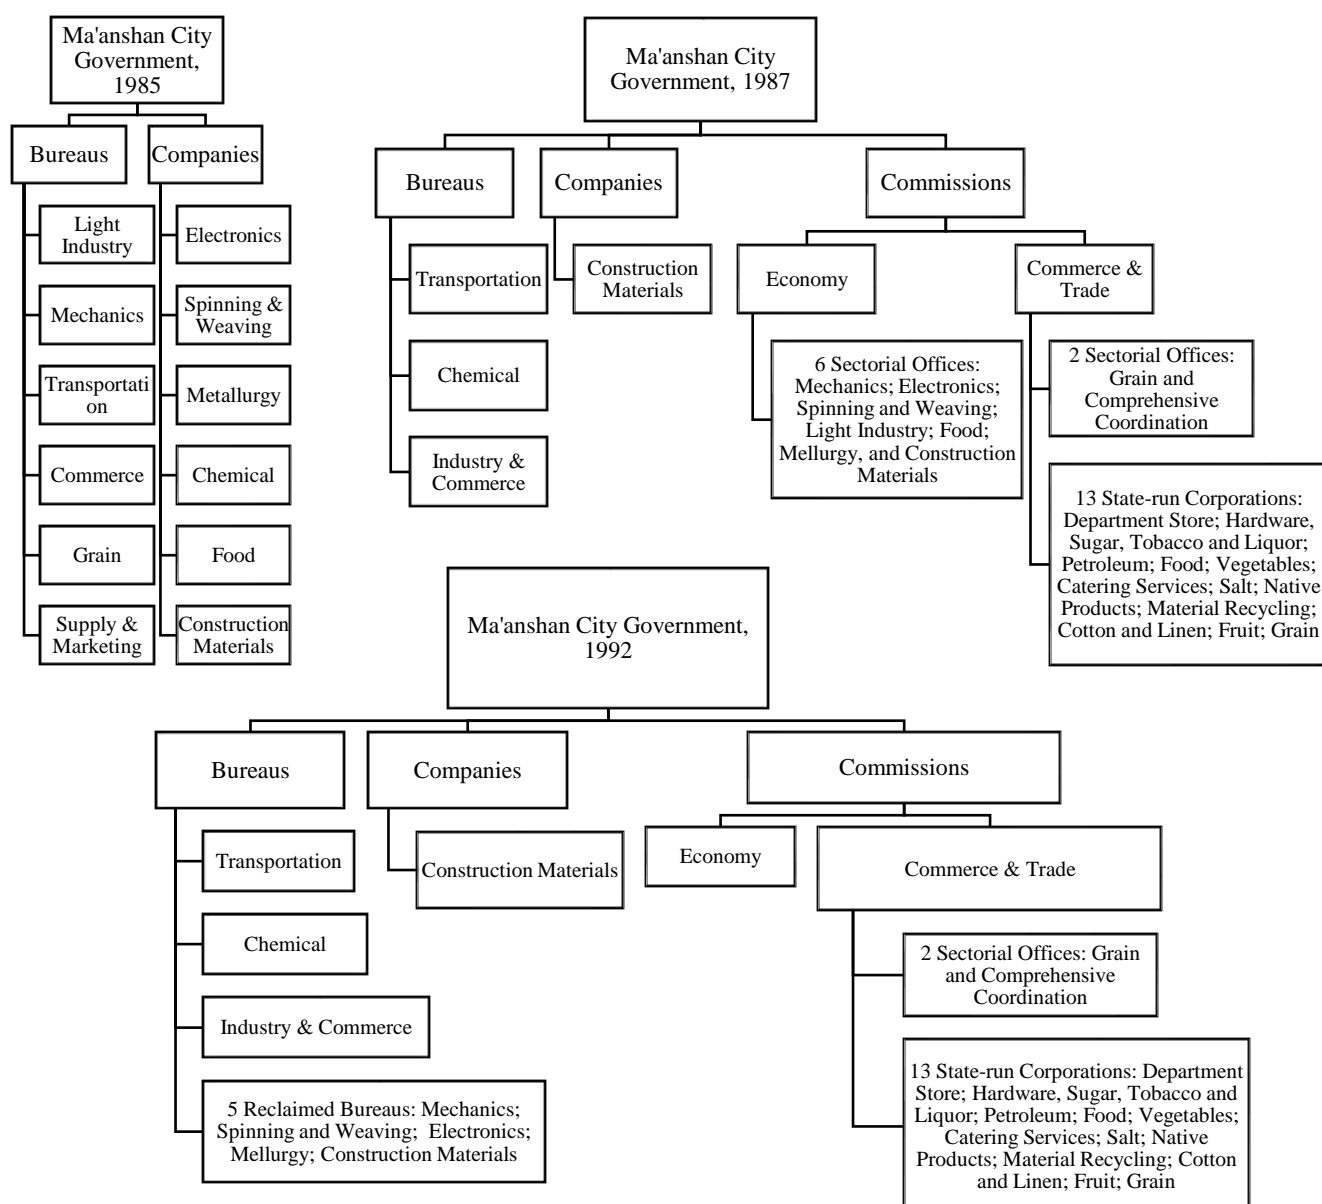 Ma'anshan City
Government,
1985
Bureaus
Light
Industry
Mechanics
Transportati
on
Commerce
Grain
Supply &
Marketing
Companies
Electronics
Spinning &
Weaving
Metallurgy
Chemical
Food
Construction
Materials
Ma'anshan City
Government, 1987
Bureaus
Transportation
Chemical
Industry &
Commerce
Companies
Construction
Materials
Commissions
Economy
6 Sectorial Offices:
Mechanics; Electronics;
Spinning and Weaving;
Light Industry; Food;
Mellurgy, and Construction
Materials
Commerce &
Trade
2 Sectorial Offices:
Grain and
Comprehensive
Coordination
13 State-run Corporations:
Department Store; Hardware,
Sugar, Tobacco and Liquor;
Petroleum; Food; Vegetables;
Catering Services; Salt; Native
Products; Material Recycling;
Cotton and Linen; Fruit; Grain
Ma'anshan City Government,
1992
Bureaus
Transportation
Chemical
Industry & Commerce
5 Reclaimed Bureaus: Mechanics;
Spinning and Weaving; Electronics;
Mellurgy; Construction Materials
Companies
Construction Materials
Commissions
Economy
Commerce & Trade
2 Sectorial Offices: Grain
and Comprehensive
Coordination
13 State-run Corporations: Department
Store; Hardware, Sugar, Tobacco and
Liquor; Petroleum; Food; Vegetables;
Catering Services; Salt; Native
Products; Material Recycling; Cotton
and Linen; Fruit; Grain